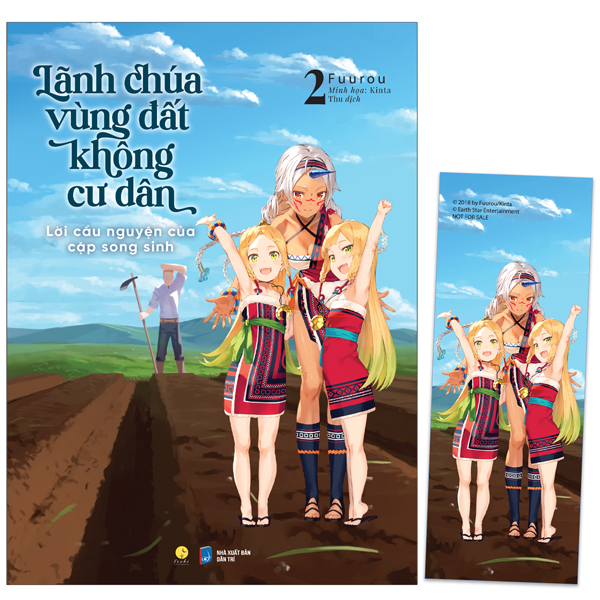 Lãnh chúa
vùng đất
không
cư dân
Lời cầu nguyện của
cặp song sinh
2
Fuurou
Minh họa: Kinta
Thu dịch
Tsuki
NHÀ XUẤT BẢN
DÂN TRÍ
© 2018 by Fuurou/Kinta
© Earth Star Entertainment
NOT FOR SALE